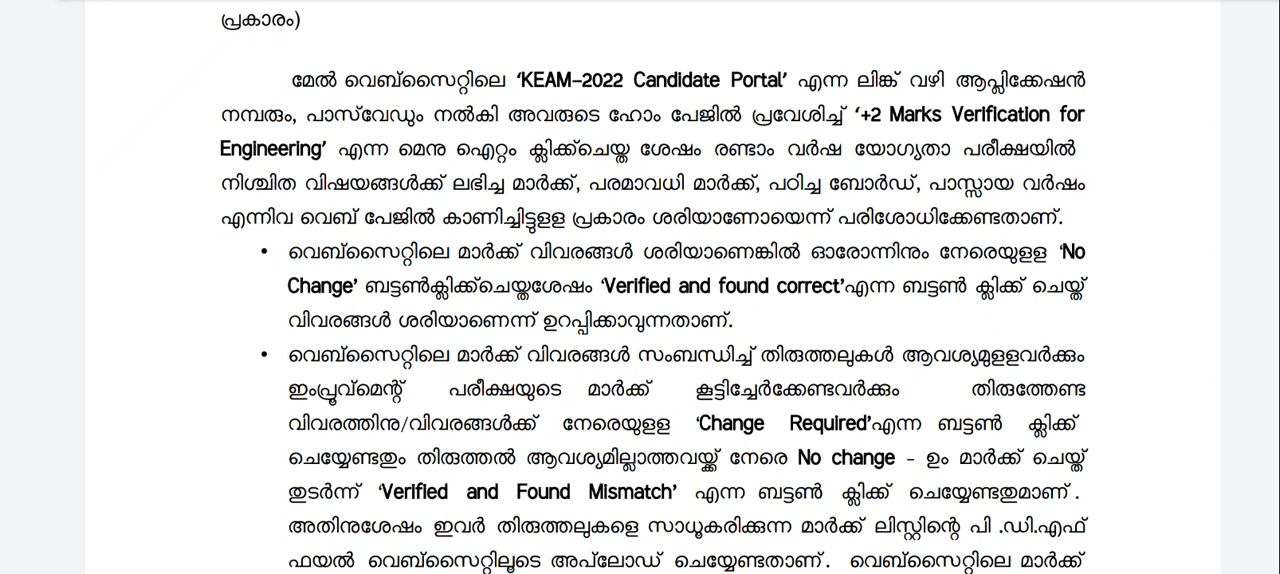 പ്രകാരം)
മേൽ വെബ്സൈറ്റിലെ ‘KEAM–2022 Candidate Portal’ എന്ന ലിങ്ക് വഴി ആപ്ലിക്കേഷൻ
നമ്പരും, പാസ്‌വേഡും നൽകി അവരുടെ ഹോം പേജിൽ പ്രവേശിച്ച് ‘+2 Marks Verification for
Engineering’ എന്ന മെനു ഐറ്റം ക്ലിക്ക്ചെയ്ത ശേഷം രണ്ടാം വർഷ യോഗ്യതാ പരീക്ഷയിൽ
നിശ്ചിത വിഷയങ്ങൾക്ക് ലഭിച്ച മാർക്ക്, പരമാവധി മാർക്ക്, പഠിച്ച ബോർഡ്, പാസ്സായ വർഷം
എന്നിവ വെബ് പേജിൽ കാണിച്ചിട്ടുളള പ്രകാരം ശരിയാണോയെന്ന് പരിശോധിക്കേണ്ടതാണ്.
• വെബ്സൈറ്റിലെ മാർക്ക് വിവരങ്ങൾ ശരിയാണെങ്കിൽ ഓരോന്നിനും നേരെയുളള ‘No
Change’ ബട്ടൺക്ലിക്ക്ചെയ്തശേഷം ‘Verified and found correct’എന്ന ബട്ടൺ ക്ലിക്ക് ചെയ്ത്
വിവരങ്ങൾ ശരിയാണെന്ന് ഉറപ്പിക്കാവുന്നതാണ്.
• വെബ്സൈറ്റിലെ മാർക്ക് വിവരങ്ങൾ സംബന്ധിച്ച് തിരുത്തലുകൾ ആവശ്യമുളളവർക്കും
ഇംപ്രൂവ്മെന്റ് പരീക്ഷയുടെ മാർക്ക് കൂട്ടിച്ചേർക്കേണ്ടവർക്കും തിരുത്തേണ്ട
വിവരത്തിനു/വിവരങ്ങൾക്ക് നേരെയുളള ‘Change Required’എന്ന ബട്ടൺ ക്ലിക്ക്
ചെയ്യേണ്ടതും തിരുത്തൽ ആവശ്യമില്ലാത്തവയ്ക്ക് നേരെ No change – ഉം മാർക്ക് ചെയ്ത്
തുടർന്ന് ‘Verified and Found Mismatch’ എന്ന ബട്ടൺ ക്ലിക്ക് ചെയ്യേണ്ടതുമാണ്.
അതിനുശേഷം ഇവർ തിരുത്തലുകളെ സാധൂകരിക്കുന്ന മാർക്ക് ലിസ്റ്റിന്റെ പി .ഡി.എഫ്
ഫയൽ വെബ്സൈറ്റിലൂടെ അപ്‌ലോഡ് ചെയ്യേണ്ടതാണ്. വെബ്സൈറ്റിലെ മാർക്ക്